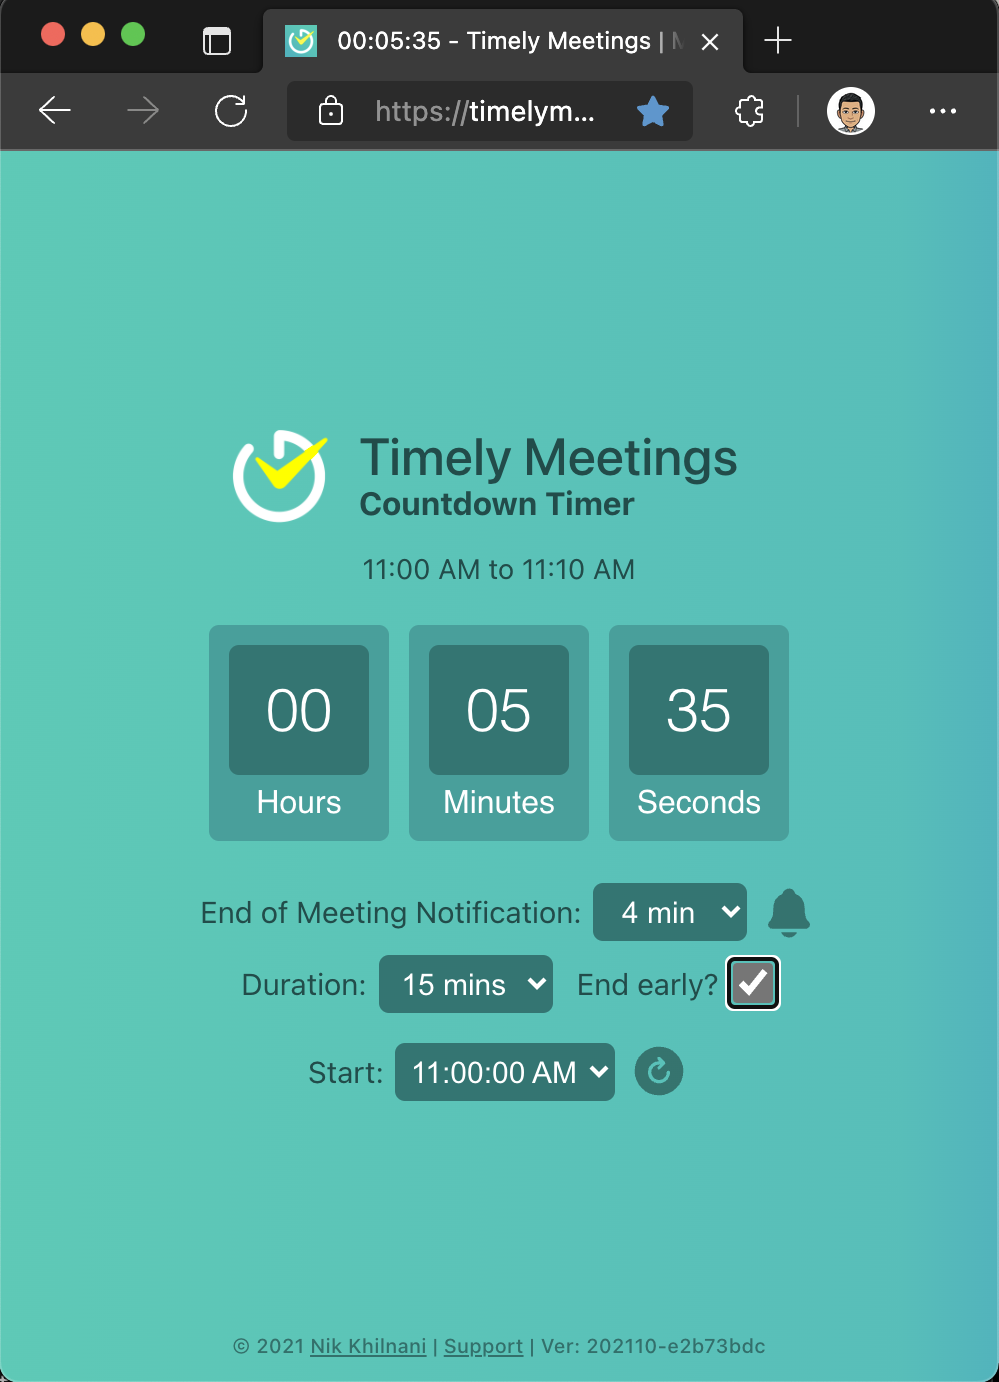 00:05:35 - Timely Meetings |
https://timelym...
Timely Meetings
Countdown Timer
11:00 AM to 11:10 AM
00 05 35
Hours Minutes Seconds
End of Meeting Notification: 4 min
Duration: 15 mins End early?
Start: 11:00:00 AM
© 2021 Nik Khilnani | Support | Ver: 202110-e2b73bdc